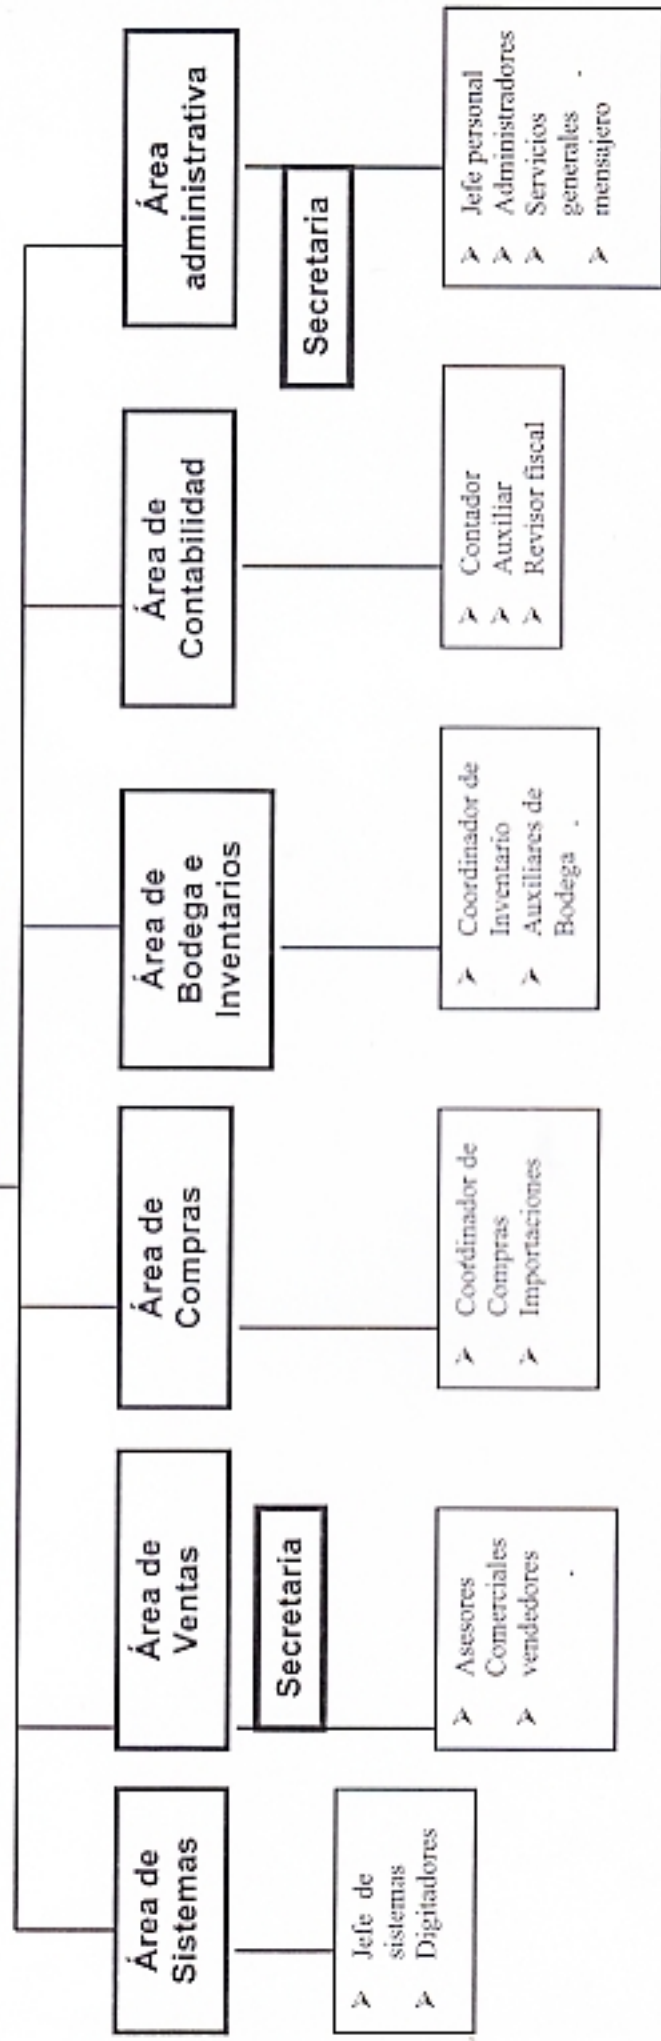 Área de
Sistemas
Área de
Ventas
Área de
Compras
Área de
Bodega e
Inventarios
Área de
Contabilidad
Área
administrativa
Secretaria
Secretaria
➢ Jefe de
sistemas
➢ Digitadores
➢ Asesores
Comerciales
➢ vendedores
➢ Coordinador de
Compras
➢ Importaciones
➢ Coordinador de
Inventario
➢ Auxiliares de
Bodega
➢ Contador
➢ Auxiliar
➢ Revisor fiscal
➢ Jefe personal
➢ Administradores
➢ Servicios
generales
➢ mensajero